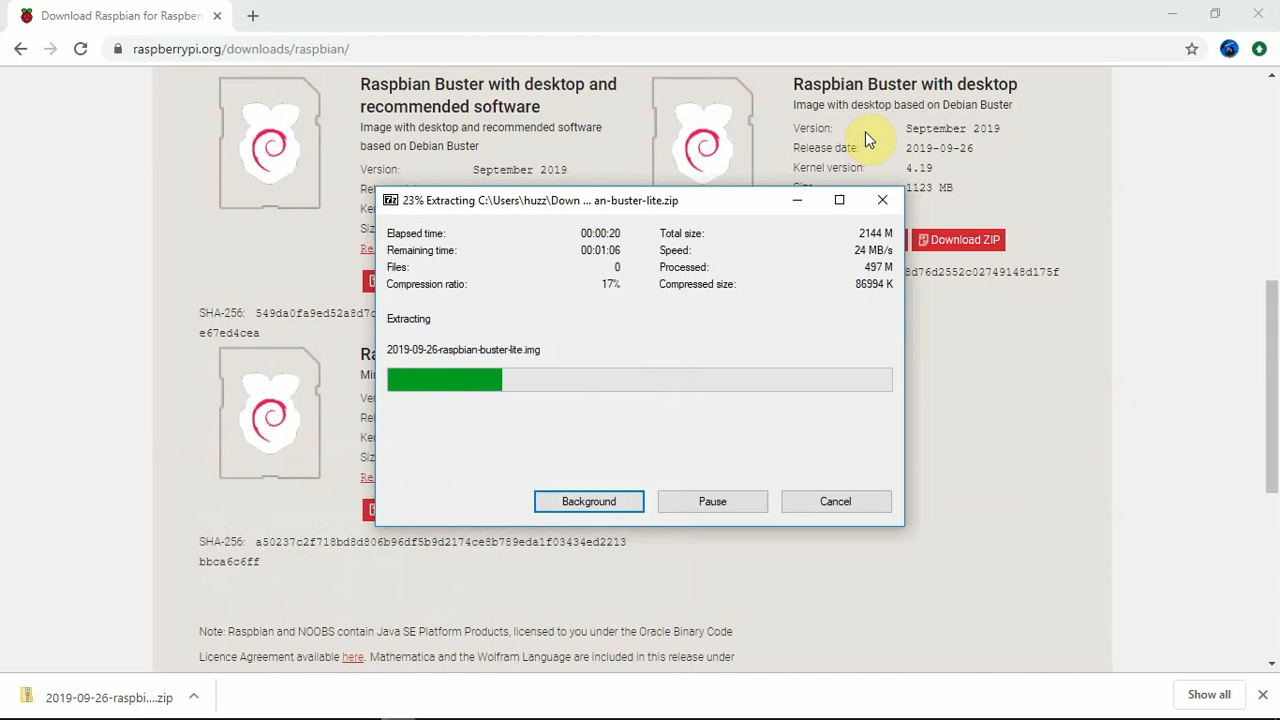 Download Raspbian for Raspber
raspberrypi.org/downloads/raspbian/
Raspbian Buster with desktop and
recommended software
Image with desktop and recommended software
based on Debian Buster
Version: September 2019
Raspbian Buster with desktop
Image with desktop based on Debian Buster
Version: September 2019
Release date: 2019-09-26
Kernel version: 4.19
1123 MB
Download ZIP
8d76d2552c02749148d175f
SHA-256: 549da0fa9ed52a8d7c
e67ed4cea
7z 23% Extracting C:\Users\huzz\Down ... an-buster-lite.zip
Elapsed time: 00:00:20
Remaining time: 00:01:06
Files: 0
Compression ratio: 17%
Total size: 2144 M
Speed: 24 MB/s
Processed: 497 M
Compressed size: 86994 K
Extracting
2019-09-26-raspbian-buster-lite.img
Background
Pause
Cancel
SHA-256: a50237c2f718bd8d806b96df5b9d2174ce8b789eda1f03434ed2213
bbca6c6ff
Note: Raspbian and NOOBS contain Java SE Platform Products, licensed to you under the Oracle Binary Code
Licence Agreement available here. Mathematica and the Wolfram Language are included in this release under
2019-09-26-raspbi....zip
Show all